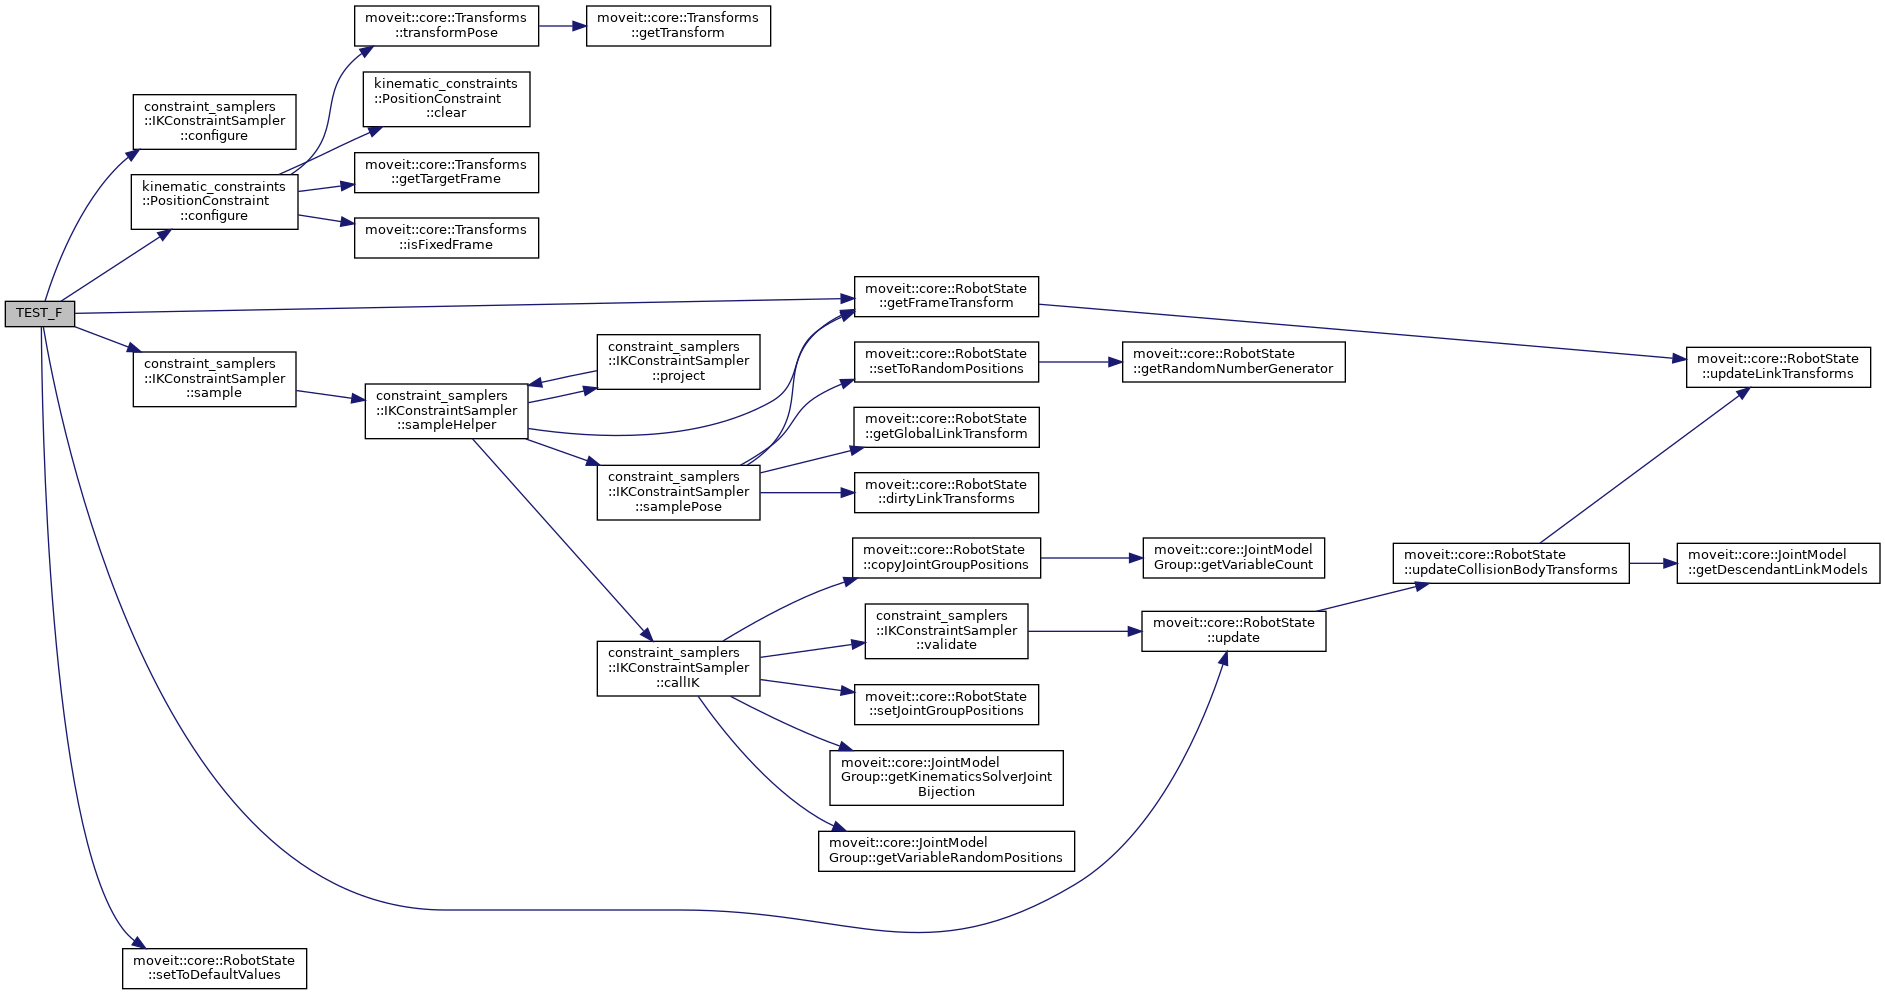 moveit::core::Transforms
::transformPose
moveit::core::Transforms
::getTransform
kinematic_constraints
::PositionConstraint
::clear
constraint_samplers
::IKConstraintSampler
::configure
moveit::core::Transforms
::getTargetFrame
kinematic_constraints
::PositionConstraint
::configure
moveit::core::Transforms
::isFixedFrame
TEST_F
moveit::core::RobotState
::getFrameTransform
constraint_samplers
::IKConstraintSampler
::sample
constraint_samplers
::IKConstraintSampler
::project
moveit::core::RobotState
::setToRandomPositions
moveit::core::RobotState
::getRandomNumberGenerator
moveit::core::RobotState
::updateLinkTransforms
constraint_samplers
::IKConstraintSampler
::sampleHelper
moveit::core::RobotState
::getGlobalLinkTransform
constraint_samplers
::IKConstraintSampler
::samplePose
moveit::core::RobotState
::dirtyLinkTransforms
moveit::core::RobotState
::copyJointGroupPositions
moveit::core::JointModel
Group::getVariableCount
moveit::core::RobotState
::updateCollisionBodyTransforms
moveit::core::JointModel
::getDescendantLinkModels
constraint_samplers
::IKConstraintSampler
::validate
moveit::core::RobotState
::update
constraint_samplers
::IKConstraintSampler
::callIK
moveit::core::RobotState
::setJointGroupPositions
moveit::core::JointModel
Group::getKinematicsSolverJoint
Bijection
moveit::core::JointModel
Group::getVariableRandomPositions
moveit::core::RobotState
::setToDefaultValues